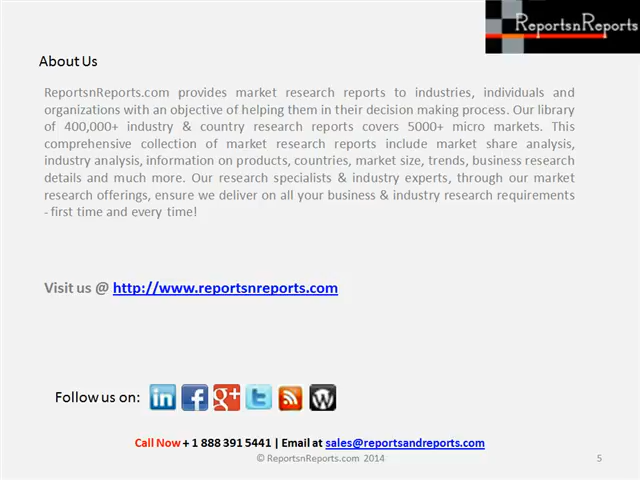 ReportsnReports
About Us
ReportsnReports.com provides market research reports to industries, individuals and
organizations with an objective of helping them in their decision making process. Our library
of 400,000+ industry & country research reports covers 5000+ micro markets. This
comprehensive collection of market research reports include market share analysis,
industry analysis, information on products, countries, market size, trends, business research
details and much more. Our research specialists & industry experts, through our market
research offerings, ensure we deliver on all your business & industry research requirements
- first time and every time!
Visit us @ http://www.reportsnreports.com
Follow us on: in f g+ t W
Call Now + 1 888 391 5441 | Email at sales@reportsandreports.com
© ReportsnReports.com 2014 5